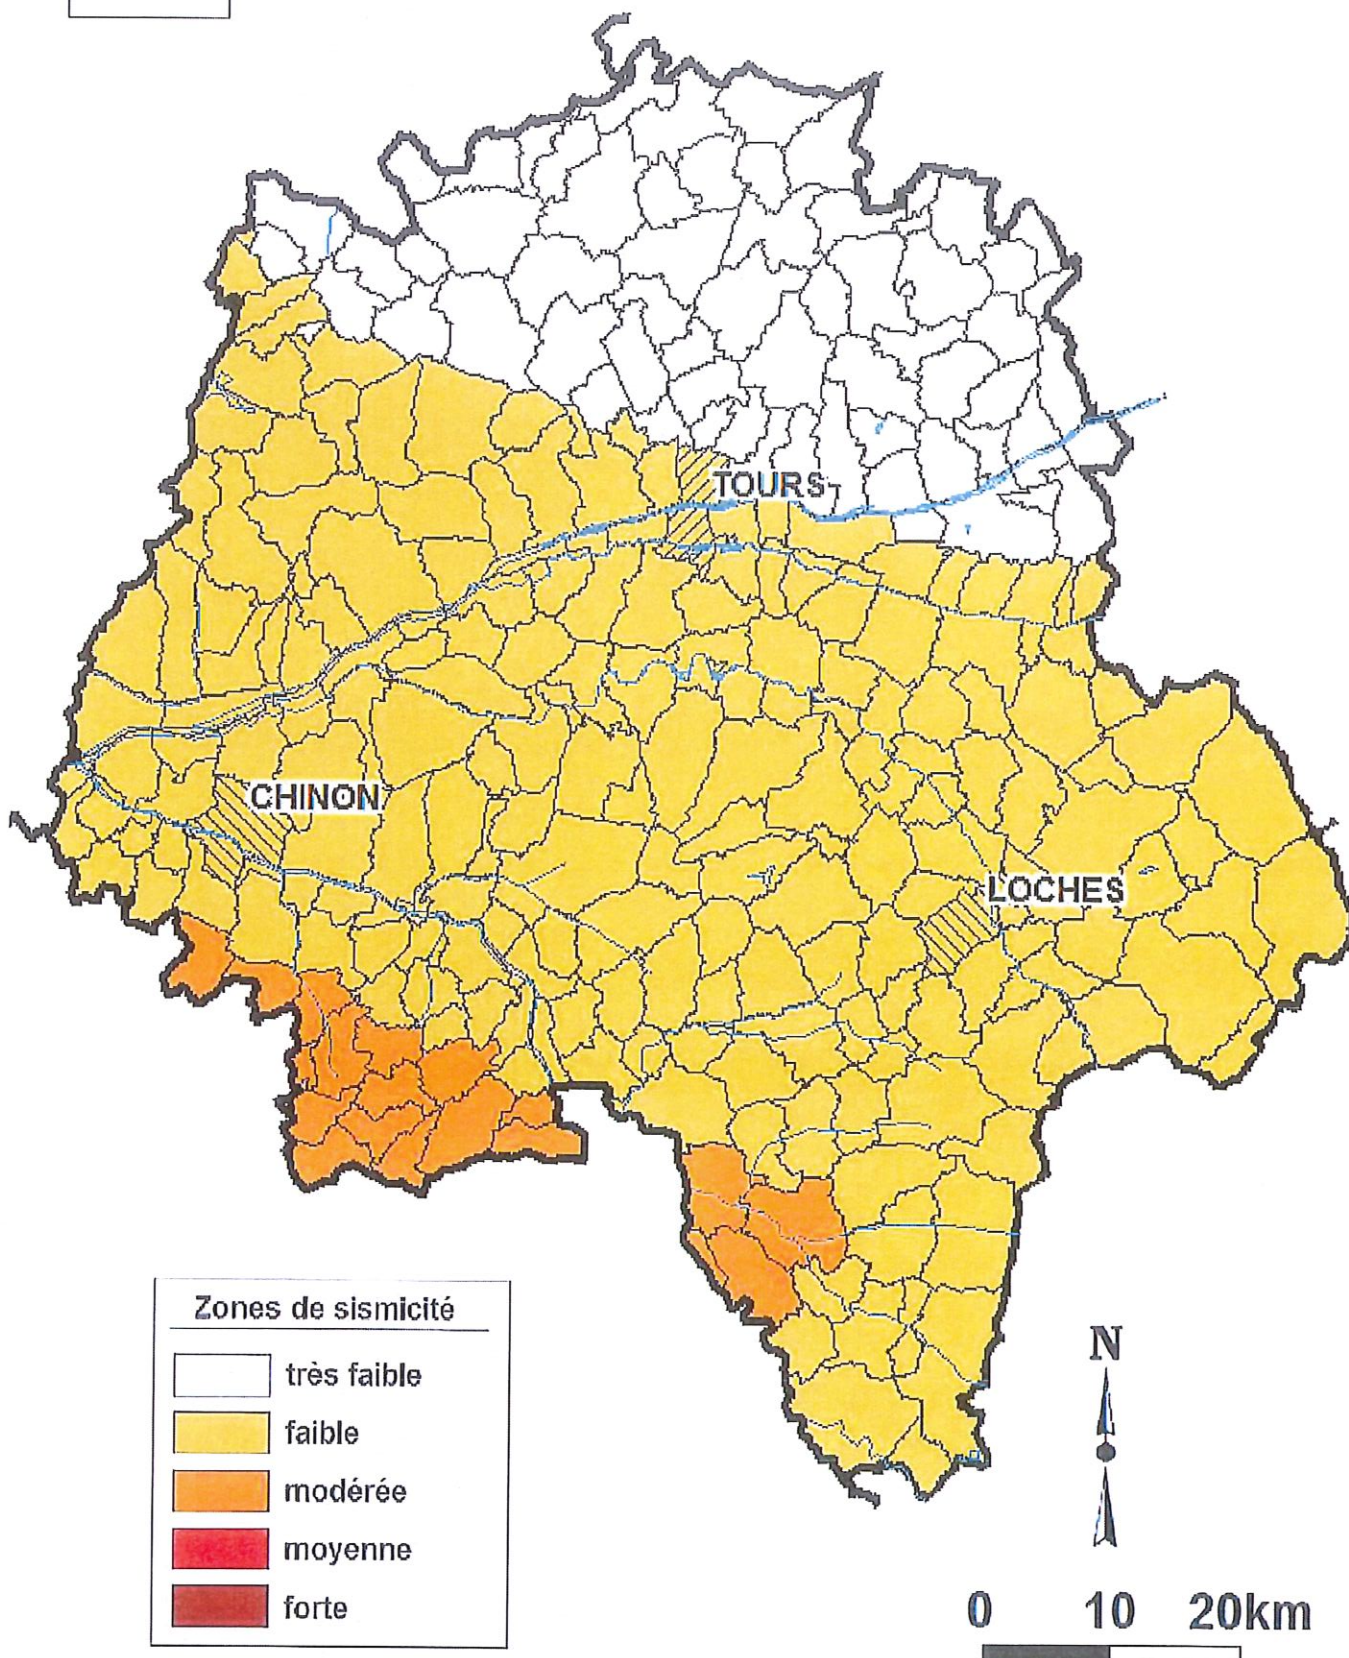 TOURS
CHINON
LOCHES
Zones de sismicité
très faible
faible
modérée
moyenne
forte
N
0 10 20km